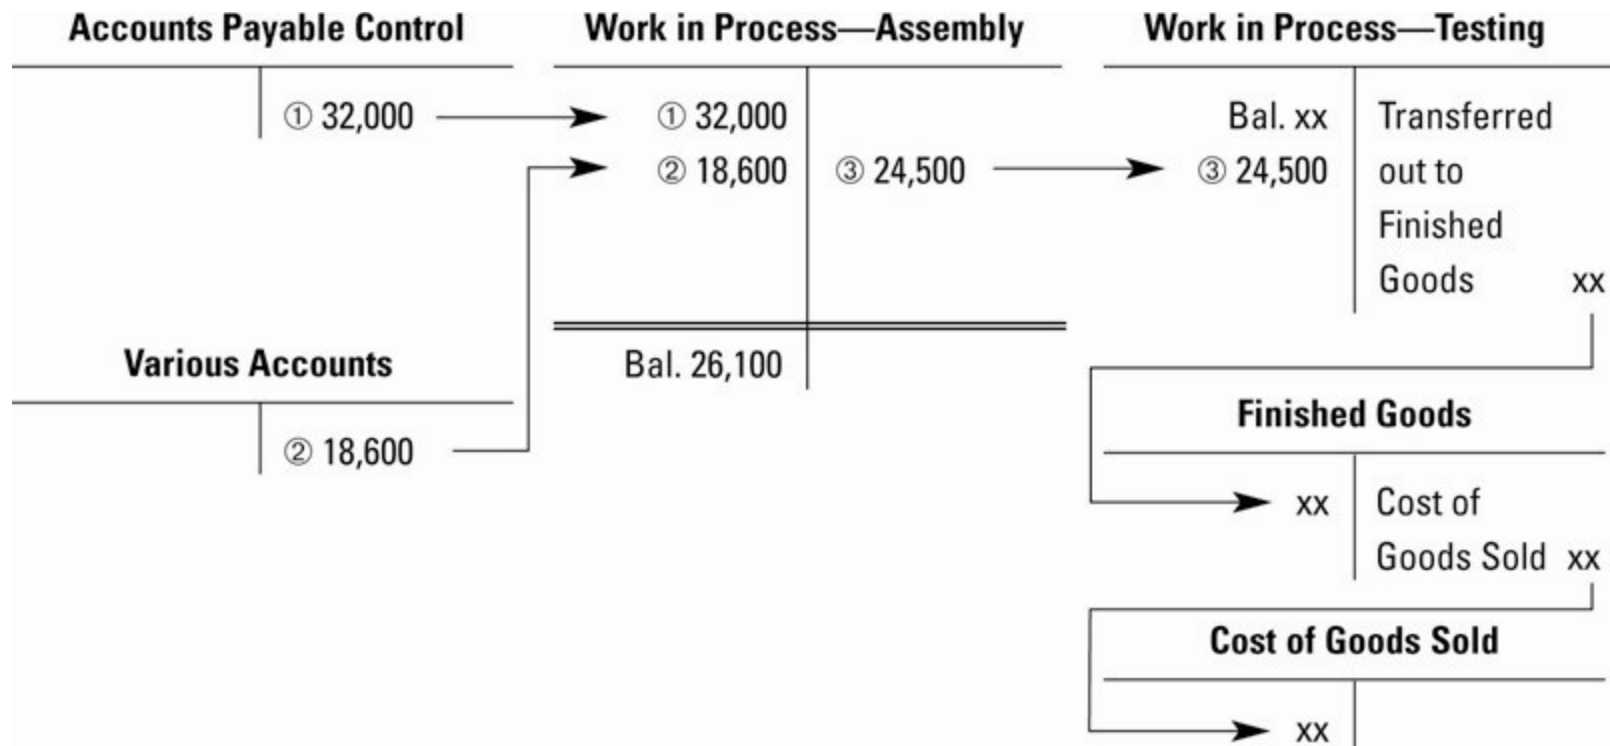 Accounts Payable Control
① 32,000
Various Accounts
② 18,600
Work in Process—Assembly
① 32,000
② 18,600
③ 24,500
Bal. 26,100
Work in Process—Testing
Bal. xx
③ 24,500
Transferred
out to
Finished
Goods xx
Finished Goods
xx
Cost of
Goods Sold xx
Cost of Goods Sold
xx